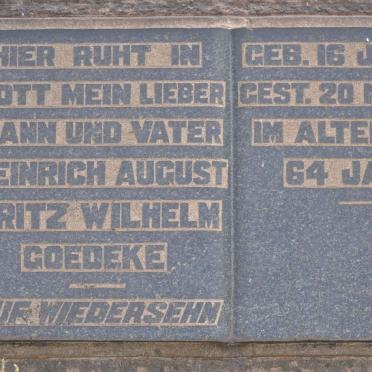 HIER RUHT IN
OTT MEIN LIEBER
ANN UND VATER
EINRICH AUGUST
RITZ WILHELM
GOEDEKE
UF WIEDERSEHN
GEB. 16 J
GEST. 20
IM ALTE
64 JA